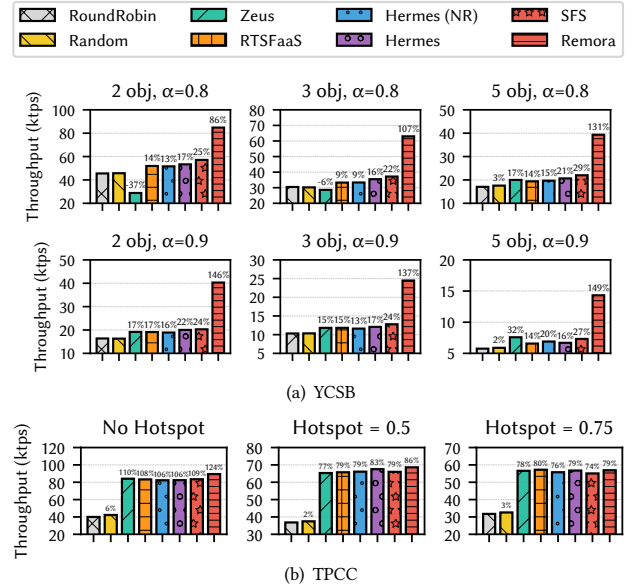 RoundRobin Zeus Hermes (NR) SFS
Random RTSFaaS Hermes Remora
2 obj, α=0.8 3 obj, α=0.8 5 obj, α=0.8
Throughput (ktps)
100 80 60 40 20
-37% 14% 13% 17% 25% 86%
80 70 60 50 40 30 20
-6% 9% 9% 16% 22% 107%
50 40 30 20 10
3% 17% 14% 15% 21% 29% 131%
2 obj, α=0.9 3 obj, α=0.9 5 obj, α=0.9
Throughput (ktps)
50 40 30 20 10
17% 17% 16% 20% 24% 146%
30 25 20 15 10 5
15% 15% 13% 17% 24% 137%
20 15 10 5
2% 32% 14% 20% 16% 27% 149%
(a) YCSB
No Hotspot Hotspot = 0.5 Hotspot = 0.75
Throughput (ktps)
120 100 80 60 40 20
6% 110% 108% 106% 106% 109% 124%
80 70 60 50 40 30
2% 77% 79% 79% 83% 79% 86%
70 60 50 40 30 20
3% 78% 80% 76% 79% 74% 79%
(b) TPCC